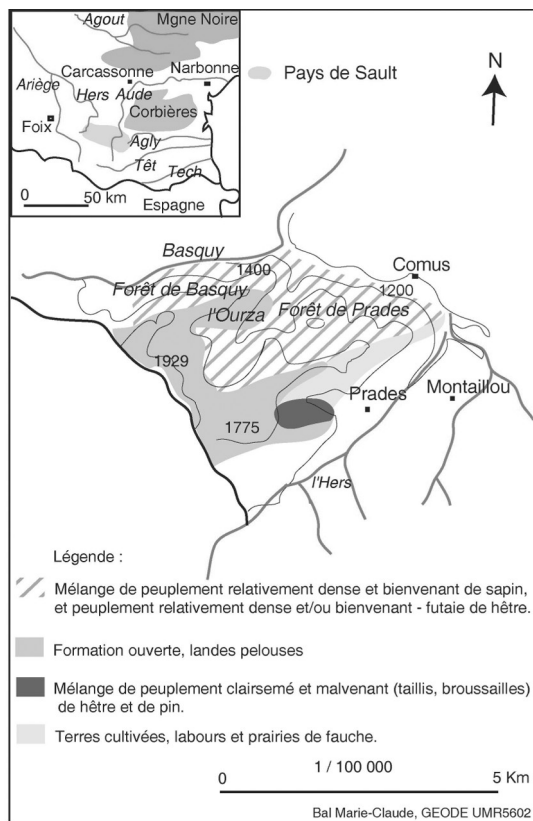 Agout
Mgne Noire
Carcassonne
Narbonne
Ariège
Hers
Aude
Corbières
Foix
Agly
Têt
Tech
0
50 km
Espagne
Pays de Sault
N
Basquy
1400
Comus
Forêt de Basquy
1200
l'Ourza
Forêt de Prades
1929
Prades
Montaillou
1775
l'Hers
Légende :
Mélange de peuplement relativement dense et bienvenant de sapin,
et peuplement relativement dense et/ou bienvenant - futaie de hêtre.
Formation ouverte, landes pelouses
Mélange de peuplement clairsemé et malvenant (taillis, broussailles)
de hêtre et de pin.
Terres cultivées, labours et prairies de fauche.
1 / 100 000
0
5 Km
Bal Marie-Claude, GEODE UMR5602